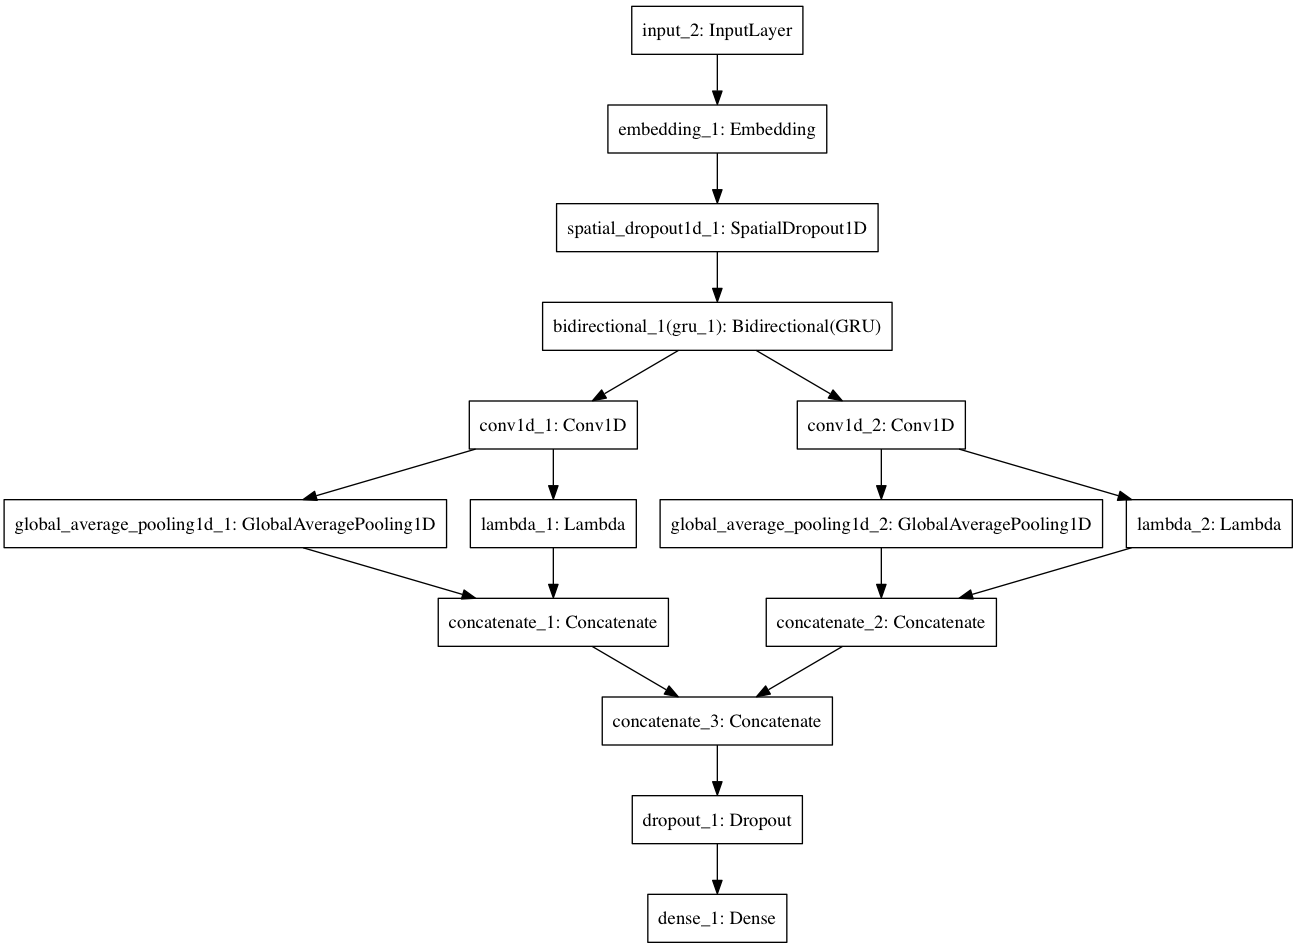 input_2: InputLayer
embedding_1: Embedding
spatial_dropout1d_1: SpatialDropout1D
bidirectional_1(gru_1): Bidirectional(GRU)
conv1d_1: Conv1D
conv1d_2: Conv1D
global_average_pooling1d_1: GlobalAveragePooling1D
lambda_1: Lambda
global_average_pooling1d_2: GlobalAveragePooling1D
lambda_2: Lambda
concatenate_1: Concatenate
concatenate_2: Concatenate
concatenate_3: Concatenate
dropout_1: Dropout
dense_1: Dense